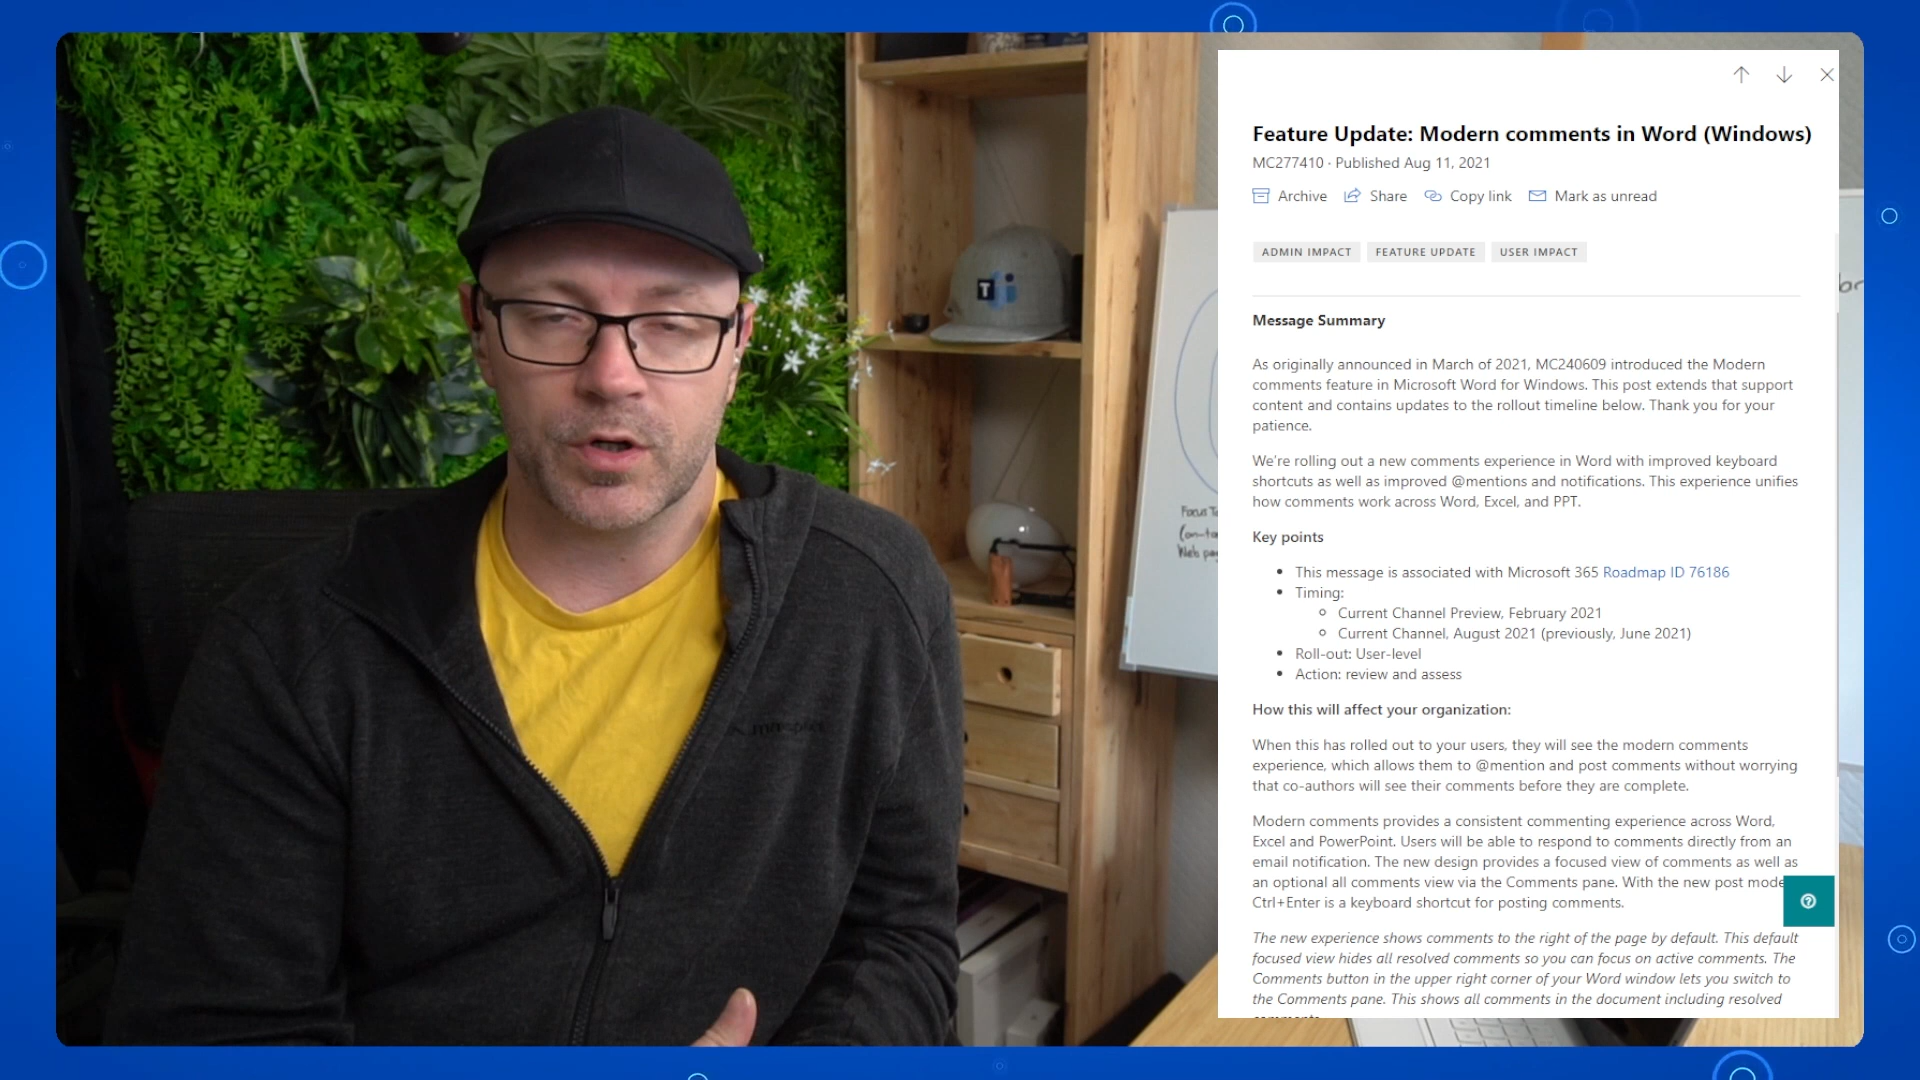 Feature Update: Modern comments in Word (Windows)
MC277410 · Published Aug 11, 2021
Archive Share Copy link Mark as unread
ADMIN IMPACT FEATURE UPDATE USER IMPACT
Message Summary
As originally announced in March of 2021, MC240609 introduced the Modern
comments feature in Microsoft Word for Windows. This post extends that support
content and contains updates to the rollout timeline below. Thank you for your
patience.
We're rolling out a new comments experience in Word with improved keyboard
shortcuts as well as improved @mentions and notifications. This experience unifies
how comments work across Word, Excel, and PPT.
Key points
• This message is associated with Microsoft 365 Roadmap ID 76186
• Timing:
◦ Current Channel Preview, February 2021
◦ Current Channel, August 2021 (previously, June 2021)
• Roll-out: User-level
• Action: review and assess
How this will affect your organization:
When this has rolled out to your users, they will see the modern comments
experience, which allows them to @mention and post comments without worrying
that co-authors will see their comments before they are complete.
Modern comments provides a consistent commenting experience across Word,
Excel and PowerPoint. Users will be able to respond to comments directly from an
email notification. The new design provides a focused view of comments as well as
an optional all comments view via the Comments pane. With the new post mode
Ctrl+Enter is a keyboard shortcut for posting comments.
The new experience shows comments to the right of the page by default. This default
focused view hides all resolved comments so you can focus on active comments. The
Comments button in the upper right corner of your Word window lets you switch to
the Comments pane. This shows all comments in the document including resolved
T
Focus
Web